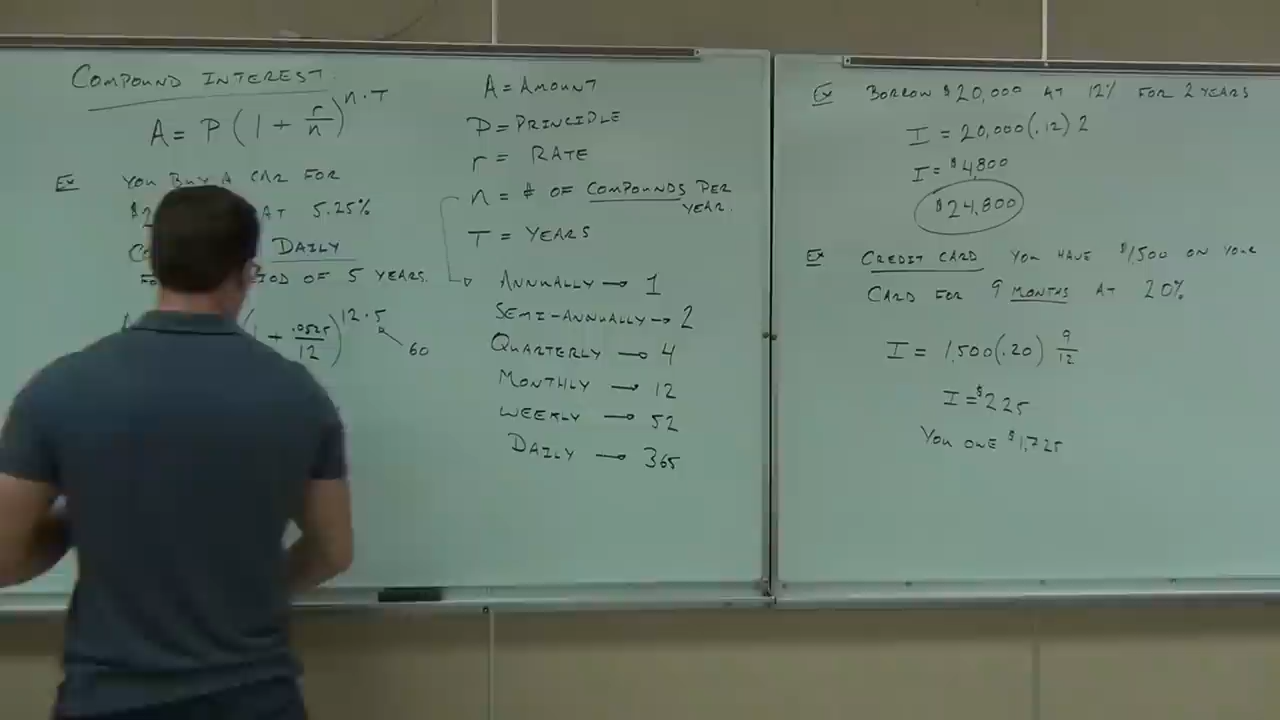 COMPOUND INTEREST
A = P (1 + r/n)^n·T
Ex YOU BUY A CAR FOR
AT 5.25%
DAILY
OF 5 YEARS.
1 + .0525/12)^12·5
60
A = AMOUNT
P = PRINCIPLE
r = RATE
n = # OF COMPOUNDS PER
YEAR.
T = YEARS
ANNUALLY → 1
SEMI-ANNUALLY → 2
QUARTERLY → 4
MONTHLY → 12
WEEKLY → 52
DAILY → 365
Ex BORROW $20,000 AT 12% FOR 2 YEARS
I = 20,000(.12) 2
I = $4,800
$24,800
Ex CREDIT CARD YOU HAVE $1500 ON YOUR
CARD FOR 9 MONTHS AT 20%
I = 1,500(.20) 9/12
I = $225
YOU OWE $1,725